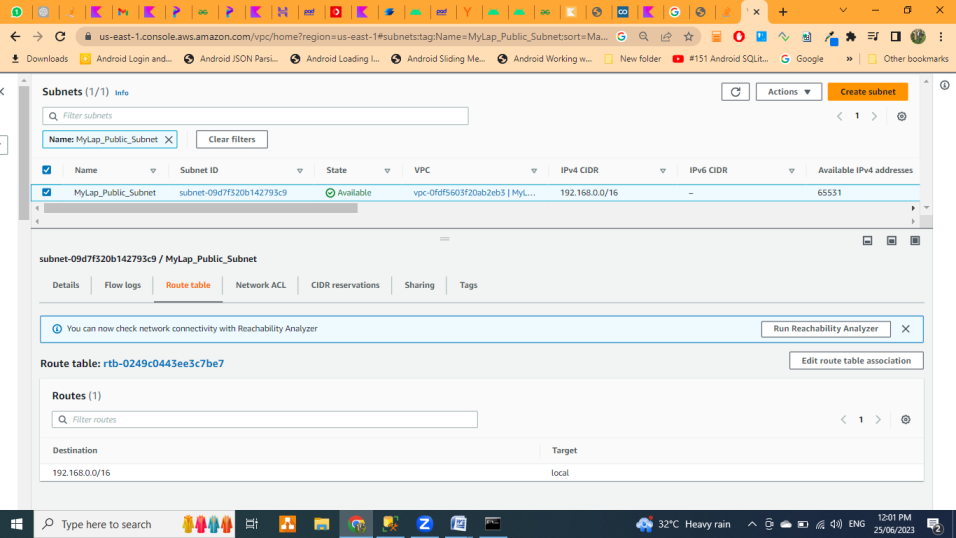 us-east-1.console.aws.amazon.com/vpc/home?region=us-east-1#subnets:tag:Name=MyLap_Public_Subnet:sort=Ma...
Downloads Android Login and... Android JSON Parsi... Android Loading I... Android Sliding Me... Android Working w... New folder #151 Android SQLit... Google » Other bookmarks
Subnets (1/1) Info
Actions ▼ Create subnet
Filter subnets
1
Name: MyLap_Public_Subnet
Clear filters
Name Subnet ID State VPC IPv4 CIDR IPv6 CIDR Available IPv4 addresses
MyLap_Public_Subnet subnet-09d7f320b142793c9 Available vpc-0fdf5603f20ab2eb3 | MyL... 192.168.0.0/16 – 65531
subnet-09d7f320b142793c9 / MyLap_Public_Subnet
Details Flow logs Route table Network ACL CIDR reservations Sharing Tags
You can now check network connectivity with Reachability Analyzer
Run Reachability Analyzer
Route table: rtb-0249c0443ee3c7be7
Edit route table association
Routes (1)
Filter routes
1
Destination Target
192.168.0.0/16 local
Type here to search
32°C Heavy rain
ENG
12:01 PM
25/06/2023
2